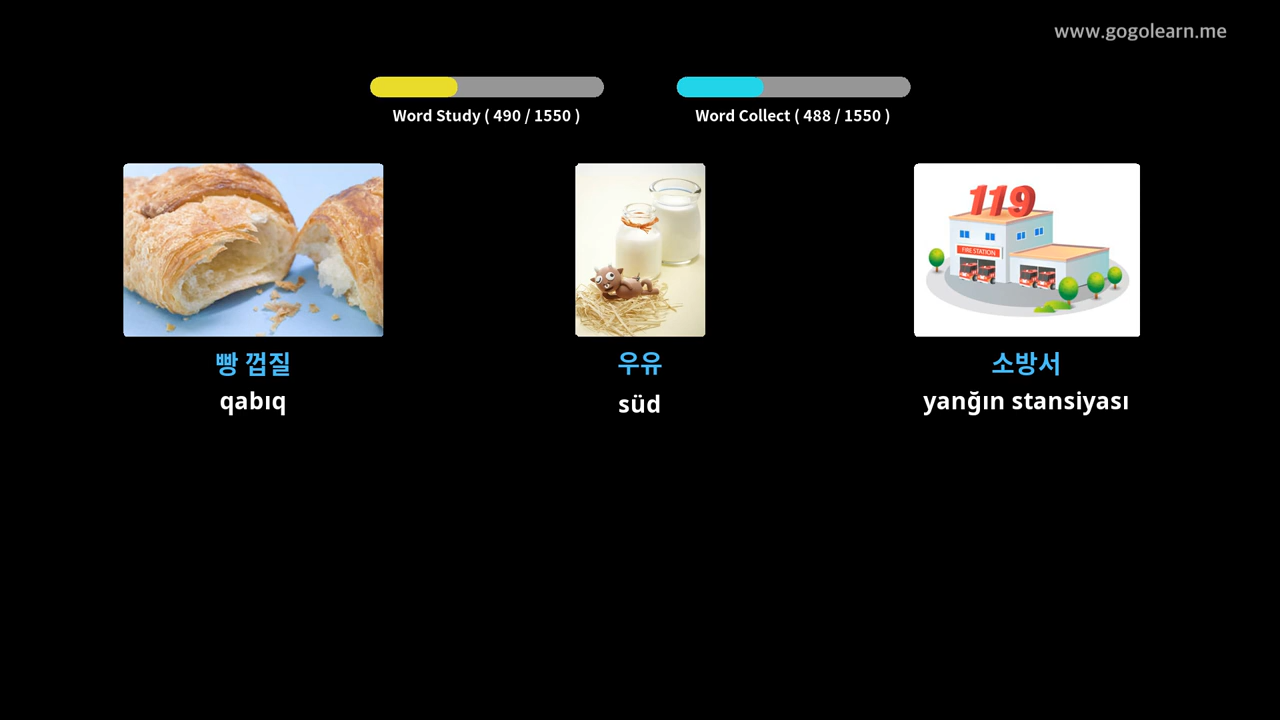 www.gogolearn.me
Word Study ( 490 / 1550 )
Word Collect ( 488 / 1550 )
119
FIRE STATION
빵 껍질
우유
소방서
qabıq
süd
yanğın stansiyası